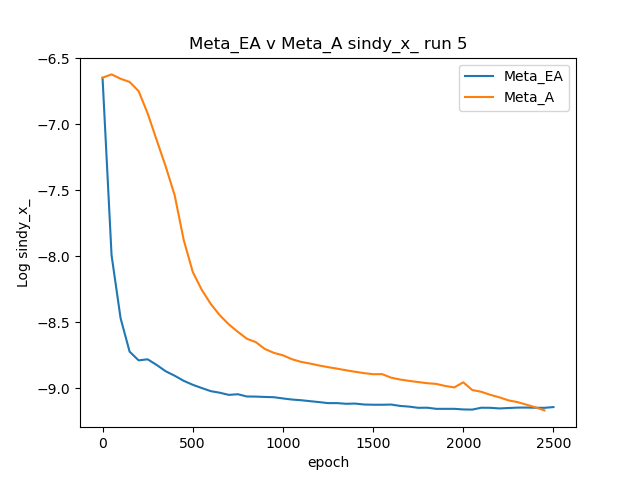 Meta_EA v Meta_A sindy_x_ run 5
Meta_EA
Meta_A
Log sindy_x_
−6.5
−7.0
−7.5
−8.0
−8.5
−9.0
0
500
1000
1500
2000
2500
epoch